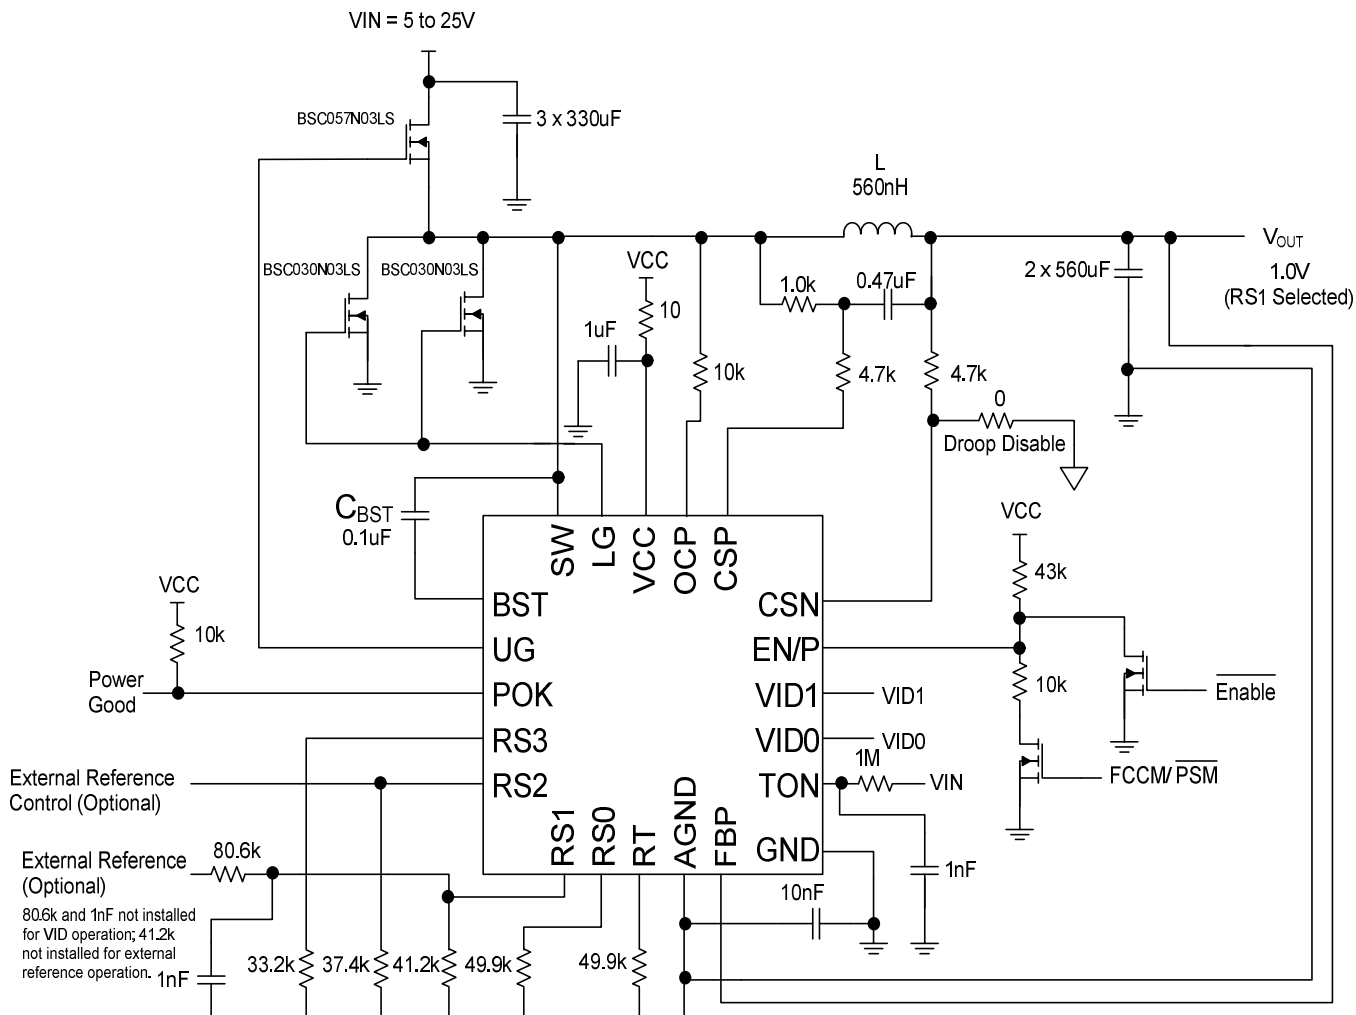 VIN = 5 to 25V
BSC057N03LS
3 x 330uF
L
560nH
BSC030N03LS
BSC030N03LS
VCC
10
1uF
10k
1.0k
0.47uF
4.7k
4.7k
0
Droop Disable
2 x 560uF
VOUT
1.0V
(RS1 Selected)
CBST
0.1uF
SW
LG
VCC
OCP
CSP
VCC
43k
VCC
10k
BST
CSN
UG
EN/P
10k
Enable
Power
Good
POK
VID1
VID1
RS3
VID0
VID0
1M
FCCM/PSM
External Reference
Control (Optional)
RS2
TON
VIN
RS1
RS0
RT
AGND
FBP
GND
80.6k
External Reference
(Optional)
1nF
10nF
80.6k and 1nF not installed
for VID operation; 41.2k
not installed for external
reference operation.
1nF
33.2k
37.4k
41.2k
49.9k
49.9k